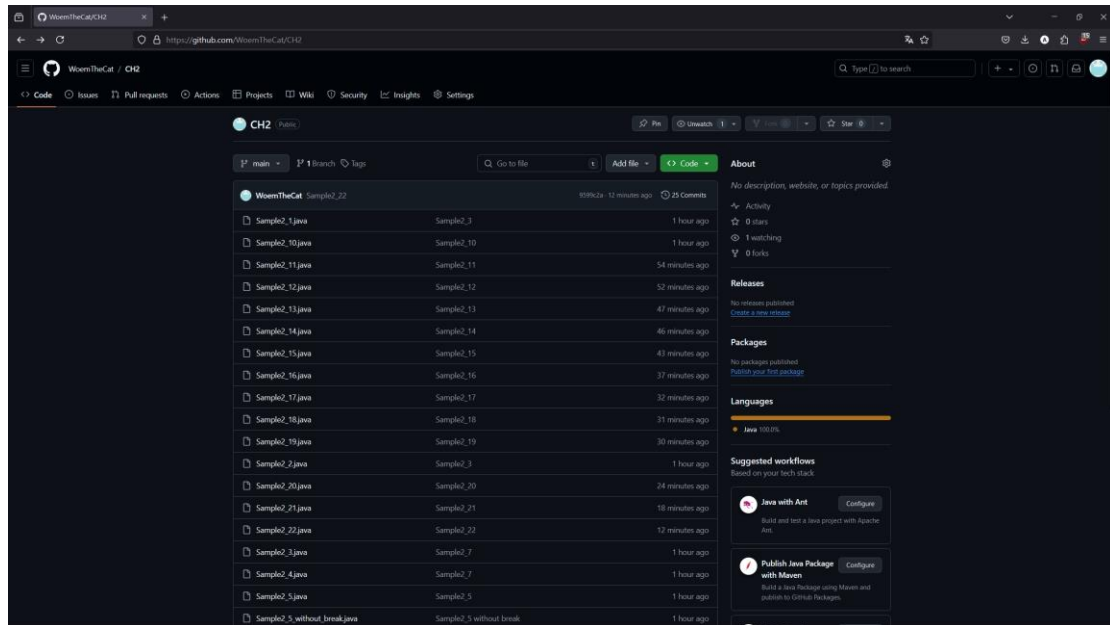 WoemTheCat/CH2
https://github.com/WoemTheCat/CH2
WoemTheCat / CH2
Type / to search
Code Issues Pull requests Actions Projects Wiki Security Insights Settings
CH2 Public
Pin Unwatch 1 Star 0
main 1 Branch Tags Go to file t Add file Code
WoemTheCat Sample2_22 12 minutes ago 25 Commits
Sample2_1.java Sample2_3 1 hour ago
Sample2_10.java Sample2_10 1 hour ago
Sample2_11.java Sample2_11 54 minutes ago
Sample2_12.java Sample2_12 52 minutes ago
Sample2_13.java Sample2_13 47 minutes ago
Sample2_14.java Sample2_14 46 minutes ago
Sample2_15.java Sample2_15 43 minutes ago
Sample2_16.java Sample2_16 37 minutes ago
Sample2_17.java Sample2_17 32 minutes ago
Sample2_18.java Sample2_18 31 minutes ago
Sample2_19.java Sample2_19 30 minutes ago
Sample2_2.java Sample2_3 1 hour ago
Sample2_20.java Sample2_20 24 minutes ago
Sample2_21.java Sample2_21 18 minutes ago
Sample2_22.java Sample2_22 12 minutes ago
Sample2_3.java Sample2_7 1 hour ago
Sample2_4.java Sample2_7 1 hour ago
Sample2_5.java Sample2_5 1 hour ago
Sample2_5_without_break.java Sample2_5 without break 1 hour ago
About
No description, website, or topics provided.
Activity
0 stars
1 watching
0 forks
Releases
No releases published
Create a new release
Packages
No packages published
Publish your first package
Languages
Java 100.0%
Suggested workflows
Based on your tech stack
Java with Ant Configure
Build and test a Java project with Apache
Ant.
Publish Java Package Configure
with Maven
Build a Java Package using Maven and
publish to GitHub Packages.